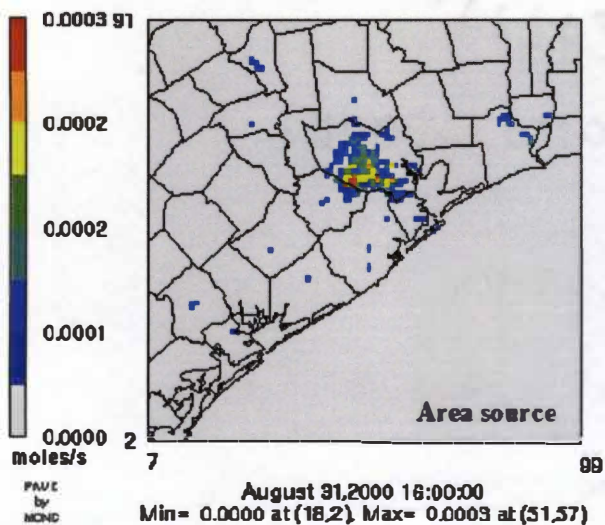 0.0003 91
0.0002
0.0002
0.0001
0.0000 2
moles/s
7
99
PAVE
by
MCNC
Area source
August 31,2000 16:00:00
Min= 0.0000 at (18,2), Max= 0.0003 at (51,57)